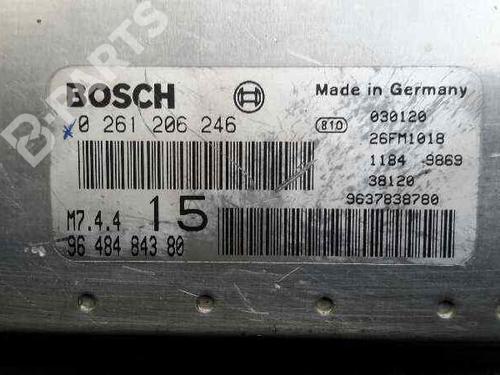 B-PARTS
BOSCH
Made in Germany
0 261 206 246
810
030120
26FM1018
1184 9869
38120
9637838780
M7.4.4 15
96 484 843 80